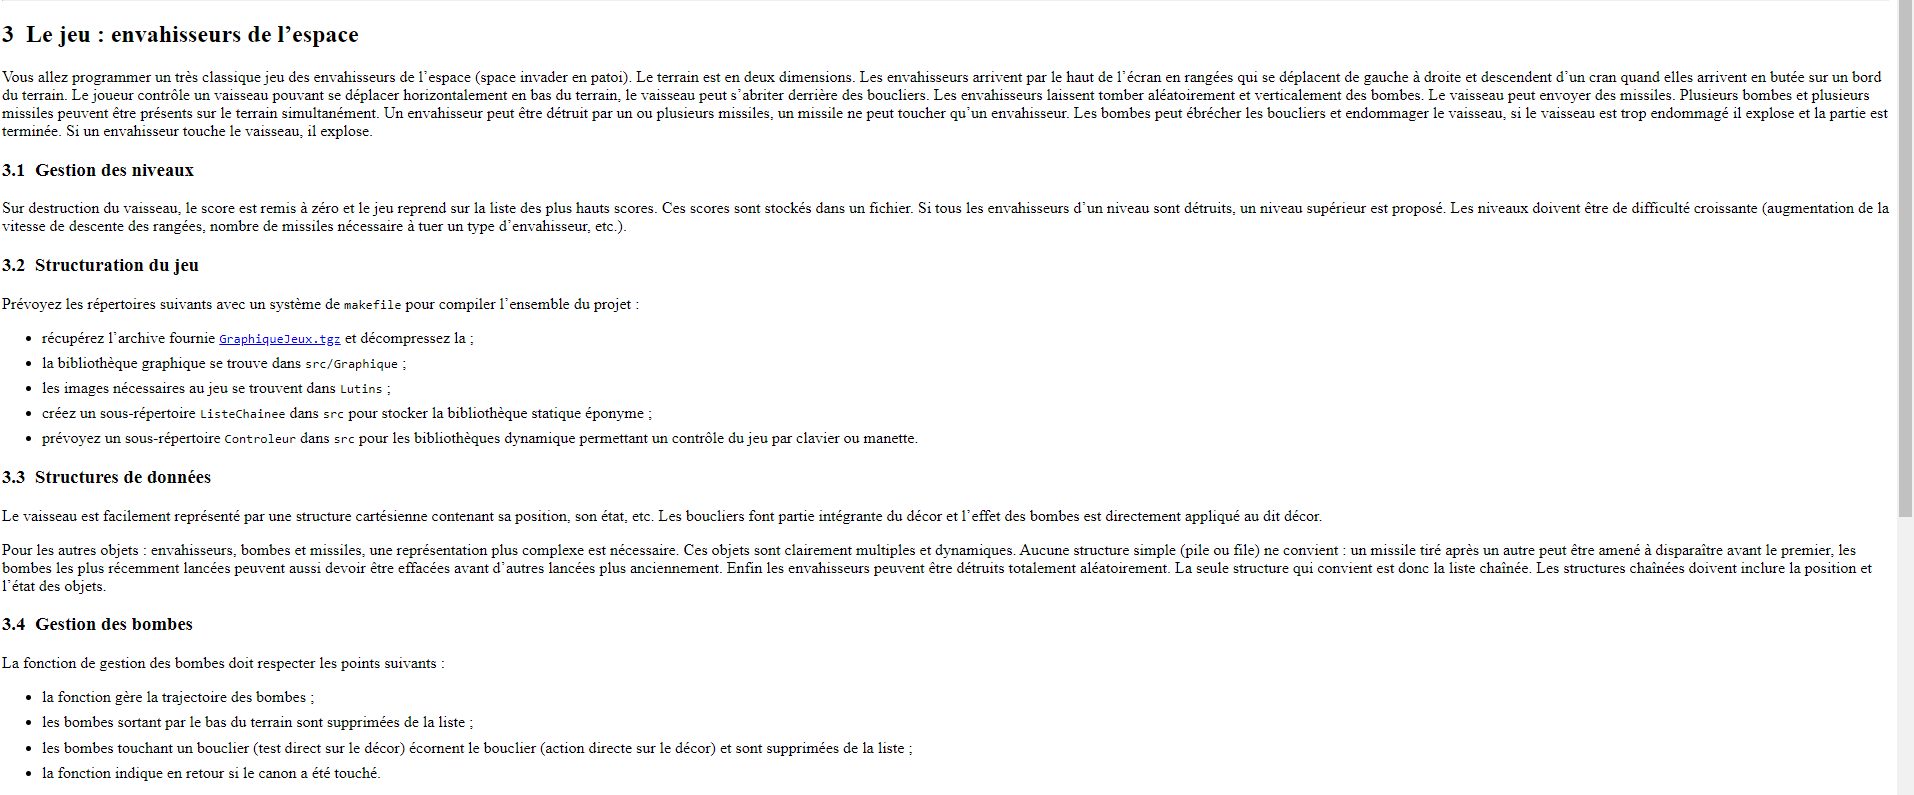 3 Le jeu : envahisseurs de l’espace
Vous allez programmer un très classique jeu des envahisseurs de l’espace (space invader en patoi). Le terrain est en deux dimensions. Les envahisseurs arrivent par le haut de l’écran en rangées qui se déplacent de gauche à droite et descendent d’un cran quand elles arrivent en butée sur un bord
du terrain. Le joueur contrôle un vaisseau pouvant se déplacer horizontalement en bas du terrain, le vaisseau peut s’abriter derrière des boucliers. Les envahisseurs laissent tomber aléatoirement et verticalement des bombes. Le vaisseau peut envoyer des missiles. Plusieurs bombes et plusieurs
missiles peuvent être présents sur le terrain simultanément. Un envahisseur peut être détruit par un ou plusieurs missiles, un missile ne peut toucher qu’un envahisseur. Les bombes peut ébrécher les boucliers et endommager le vaisseau, si le vaisseau est trop endommagé il explose et la partie est
terminée. Si un envahisseur touche le vaisseau, il explose.
3.1 Gestion des niveaux
Sur destruction du vaisseau, le score est remis à zéro et le jeu reprend sur la liste des plus hauts scores. Ces scores sont stockés dans un fichier. Si tous les envahisseurs d’un niveau sont détruits, un niveau supérieur est proposé. Les niveaux doivent être de difficulté croissante (augmentation de la
vitesse de descente des rangées, nombre de missiles nécessaire à tuer un type d’envahisseur, etc.).
3.2 Structuration du jeu
Prévoyez les répertoires suivants avec un système de makefile pour compiler l’ensemble du projet :
• récupérez l’archive fournie GraphiqueJeux.tgz et décompressez la ;
• la bibliothèque graphique se trouve dans src/Graphique ;
• les images nécessaires au jeu se trouvent dans Lutins ;
• créez un sous-répertoire ListeChainee dans src pour stocker la bibliothèque statique éponyme ;
• prévoyez un sous-répertoire Controleur dans src pour les bibliothèques dynamique permettant un contrôle du jeu par clavier ou manette.
3.3 Structures de données
Le vaisseau est facilement représenté par une structure cartésienne contenant sa position, son état, etc. Les boucliers font partie intégrante du décor et l’effet des bombes est directement appliqué au dit décor.
Pour les autres objets : envahisseurs, bombes et missiles, une représentation plus complexe est nécessaire. Ces objets sont clairement multiples et dynamiques. Aucune structure simple (pile ou file) ne convient : un missile tiré après un autre peut être amené à disparaître avant le premier, les
bombes les plus récemment lancées peuvent aussi devoir être effacées avant d’autres lancées plus anciennement. Enfin les envahisseurs peuvent être détruits totalement aléatoirement. La seule structure qui convient est donc la liste chaînée. Les structures chaînées doivent inclure la position et
l’état des objets.
3.4 Gestion des bombes
La fonction de gestion des bombes doit respecter les points suivants :
• la fonction gère la trajectoire des bombes ;
• les bombes sortant par le bas du terrain sont supprimées de la liste ;
• les bombes touchant un bouclier (test direct sur le décor) écornent le bouclier (action directe sur le décor) et sont supprimées de la liste ;
• la fonction indique en retour si le canon a été touché.